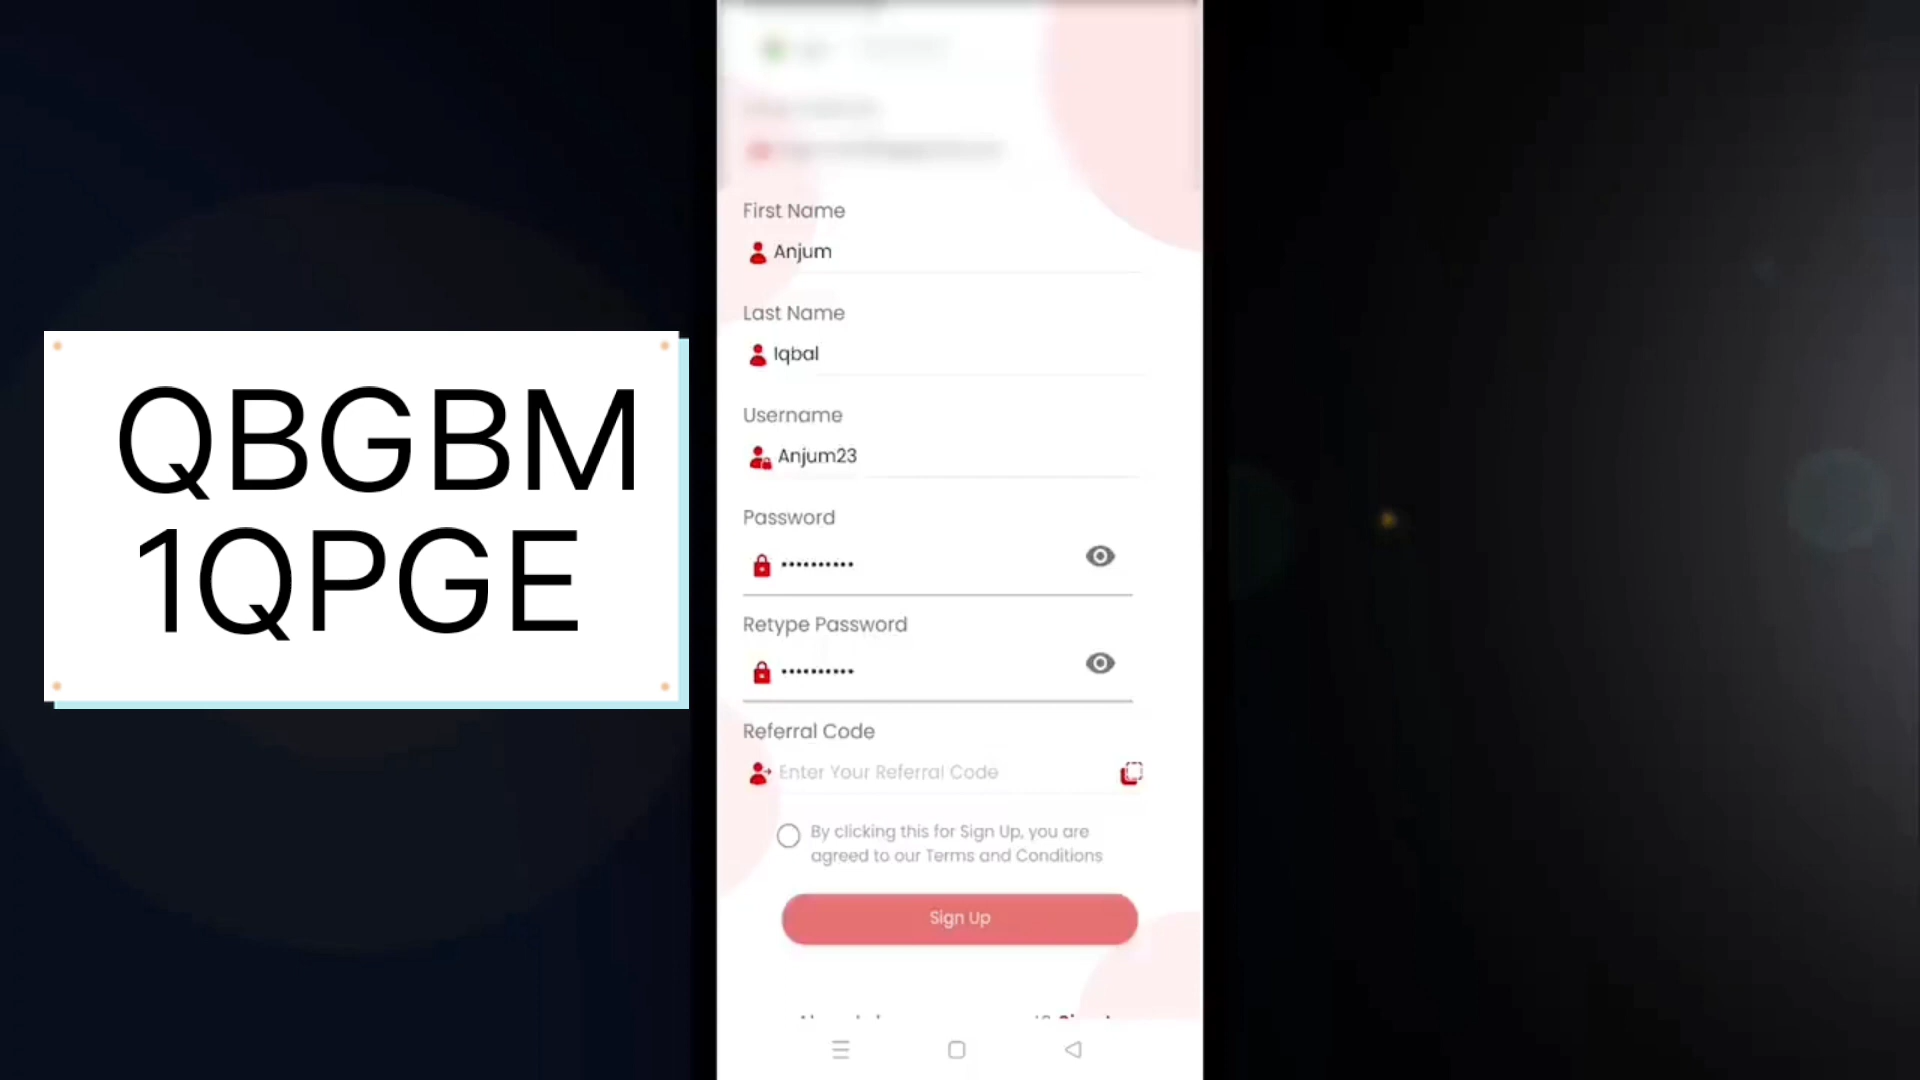 QBGBM
1QPGE
First Name
Anjum
Last Name
Iqbal
Username
Anjum23
Password
••••••••••
Retype Password
••••••••••
Referral Code
Enter Your Referral Code
By clicking this for Sign Up, you are
agreed to our Terms and Conditions
Sign Up